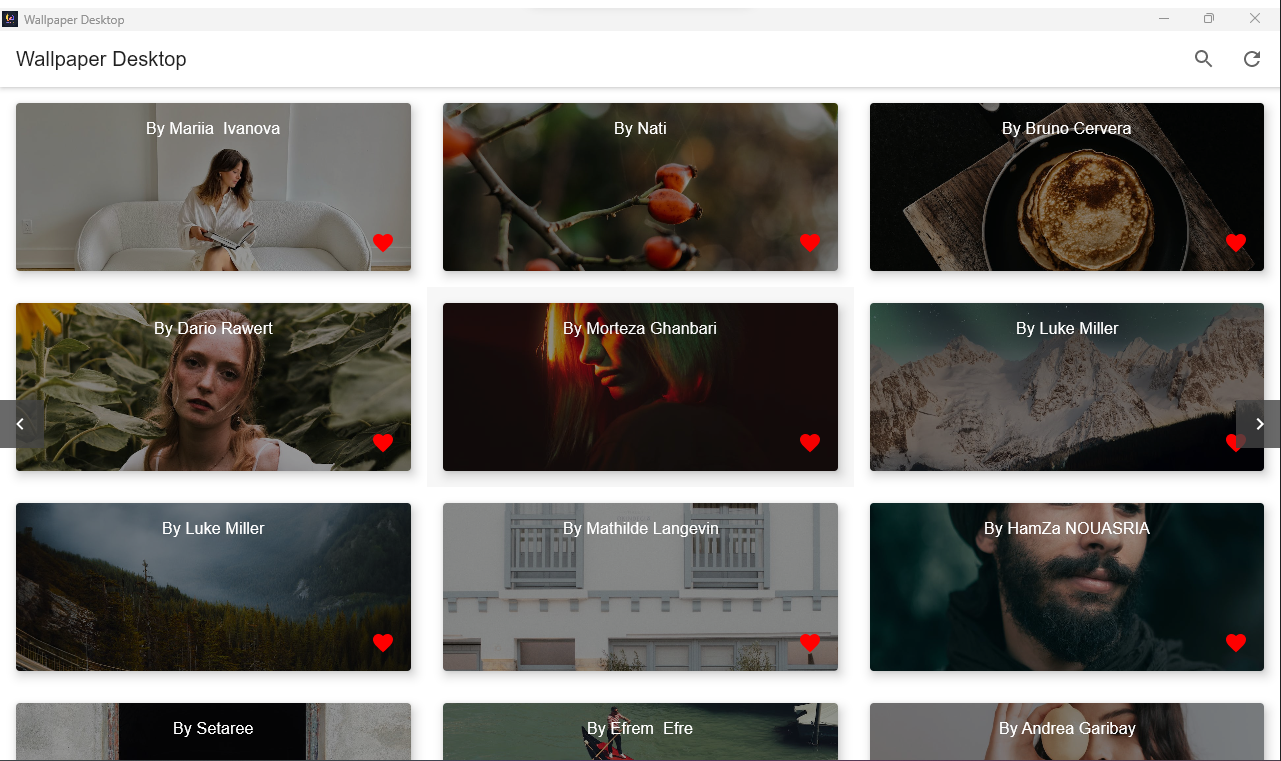 Wallpaper Desktop
Wallpaper Desktop
By Mariia  Ivanova
By Nati
By Bruno Cervera
By Dario Rawert
By Morteza Ghanbari
By Luke Miller
By Luke Miller
By Mathilde Langevin
By HamZa NOUASRIA
By Setaree
By Efrem  Efre
By Andrea Garibay